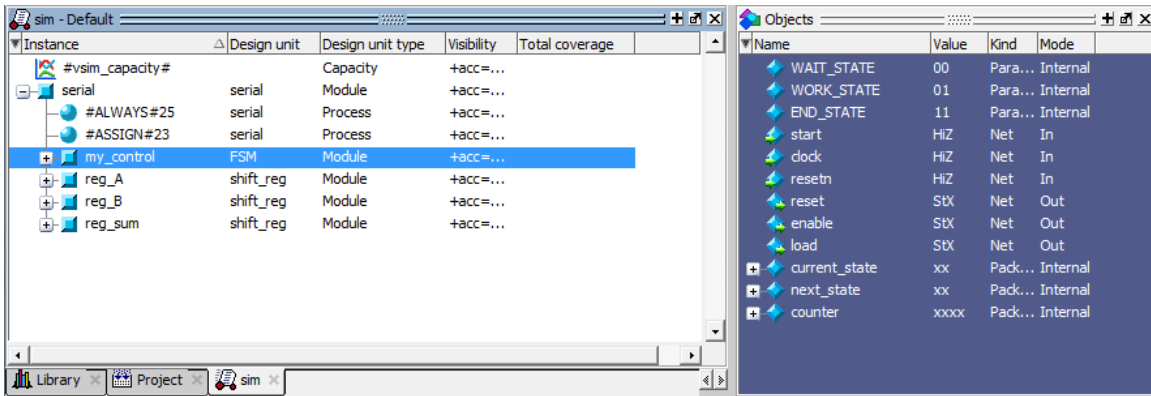 sim - Default
Instance Design unit Design unit type Visibility Total coverage
#vsim_capacity# Capacity +acc=...
serial serial Module +acc=...
#ALWAYS#25 serial Process +acc=...
#ASSIGN#23 serial Process +acc=...
my_control FSM Module +acc=...
reg_A shift_reg Module +acc=...
reg_B shift_reg Module +acc=...
reg_sum shift_reg Module +acc=...
Library Project sim
Objects
Name Value Kind Mode
WAIT_STATE 00 Para... Internal
WORK_STATE 01 Para... Internal
END_STATE 11 Para... Internal
start HiZ Net In
clock HiZ Net In
resetn HiZ Net In
reset StX Net Out
enable StX Net Out
load StX Net Out
current_state xx Pack... Internal
next_state xx Pack... Internal
counter xxxx Pack... Internal